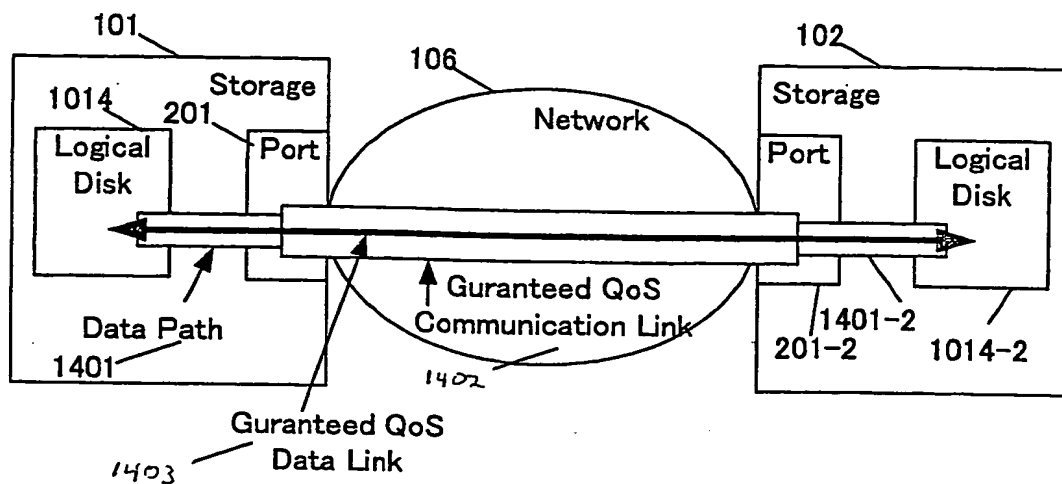 101
106
102
1014
201
Storage
Network
Storage
Logical
Disk
Port
Port
Logical
Disk
Data Path
1401
Guranteed QoS
Communication Link
1402
1401-2
201-2
1014-2
Guranteed QoS
Data Link
1403